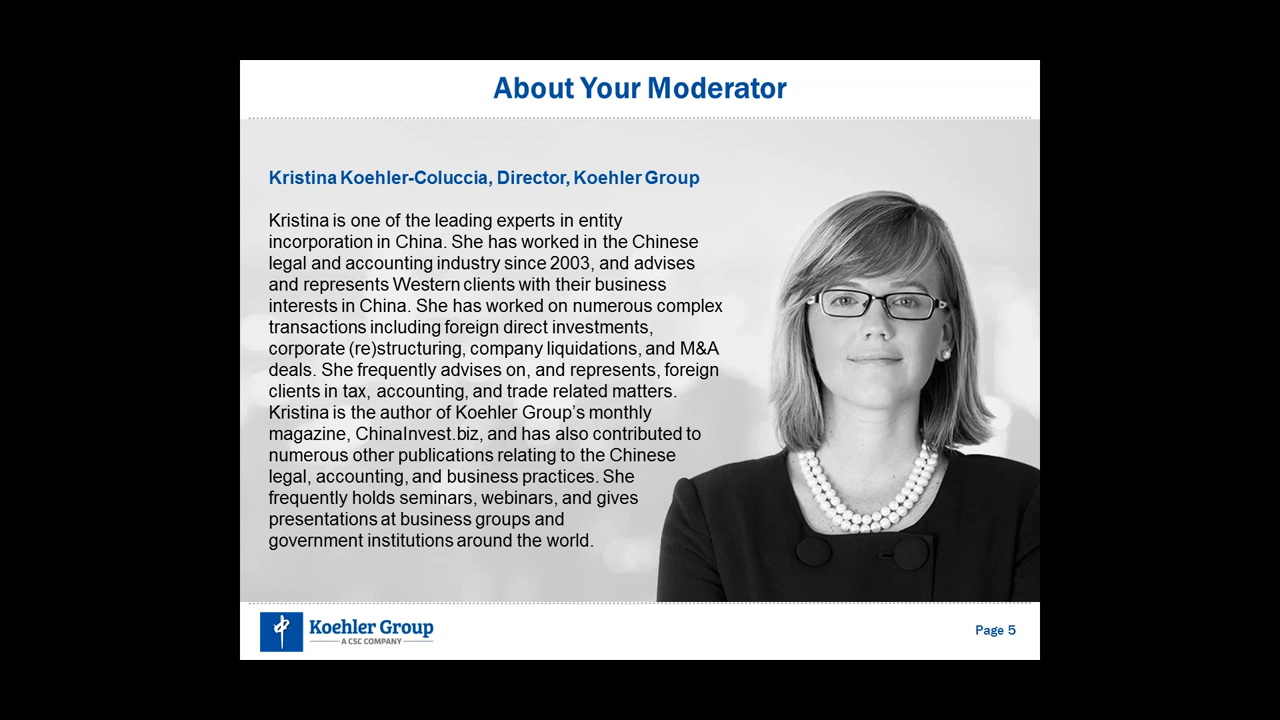 About Your Moderator
Kristina Koehler-Coluccia, Director, Koehler Group
Kristina is one of the leading experts in entity
incorporation in China. She has worked in the Chinese
legal and accounting industry since 2003, and advises
and represents Western clients with their business
interests in China. She has worked on numerous complex
transactions including foreign direct investments,
corporate (re)structuring, company liquidations, and M&A
deals. She frequently advises on, and represents, foreign
clients in tax, accounting, and trade related matters.
Kristina is the author of Koehler Group's monthly
magazine, ChinaInvest.biz, and has also contributed to
numerous other publications relating to the Chinese
legal, accounting, and business practices. She
frequently holds seminars, webinars, and gives
presentations at business groups and
government institutions around the world.
Koehler Group
A CSC COMPANY
Page 5